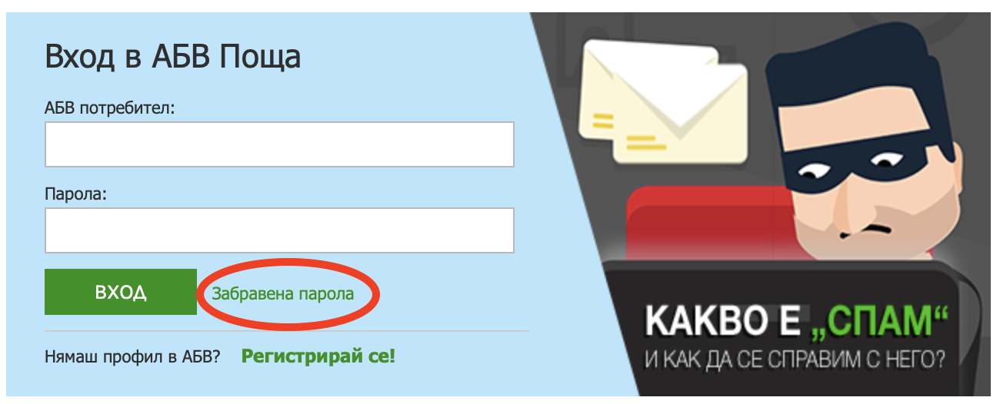 Вход в АБВ Поща
АБВ потребител:
Парола:
ВХОД
Забравена парола
Нямаш профил в АБВ? Регистрирай се!
КАКВО Е „СПАМ“
И КАК ДА СЕ СПРАВИМ С НЕГО?